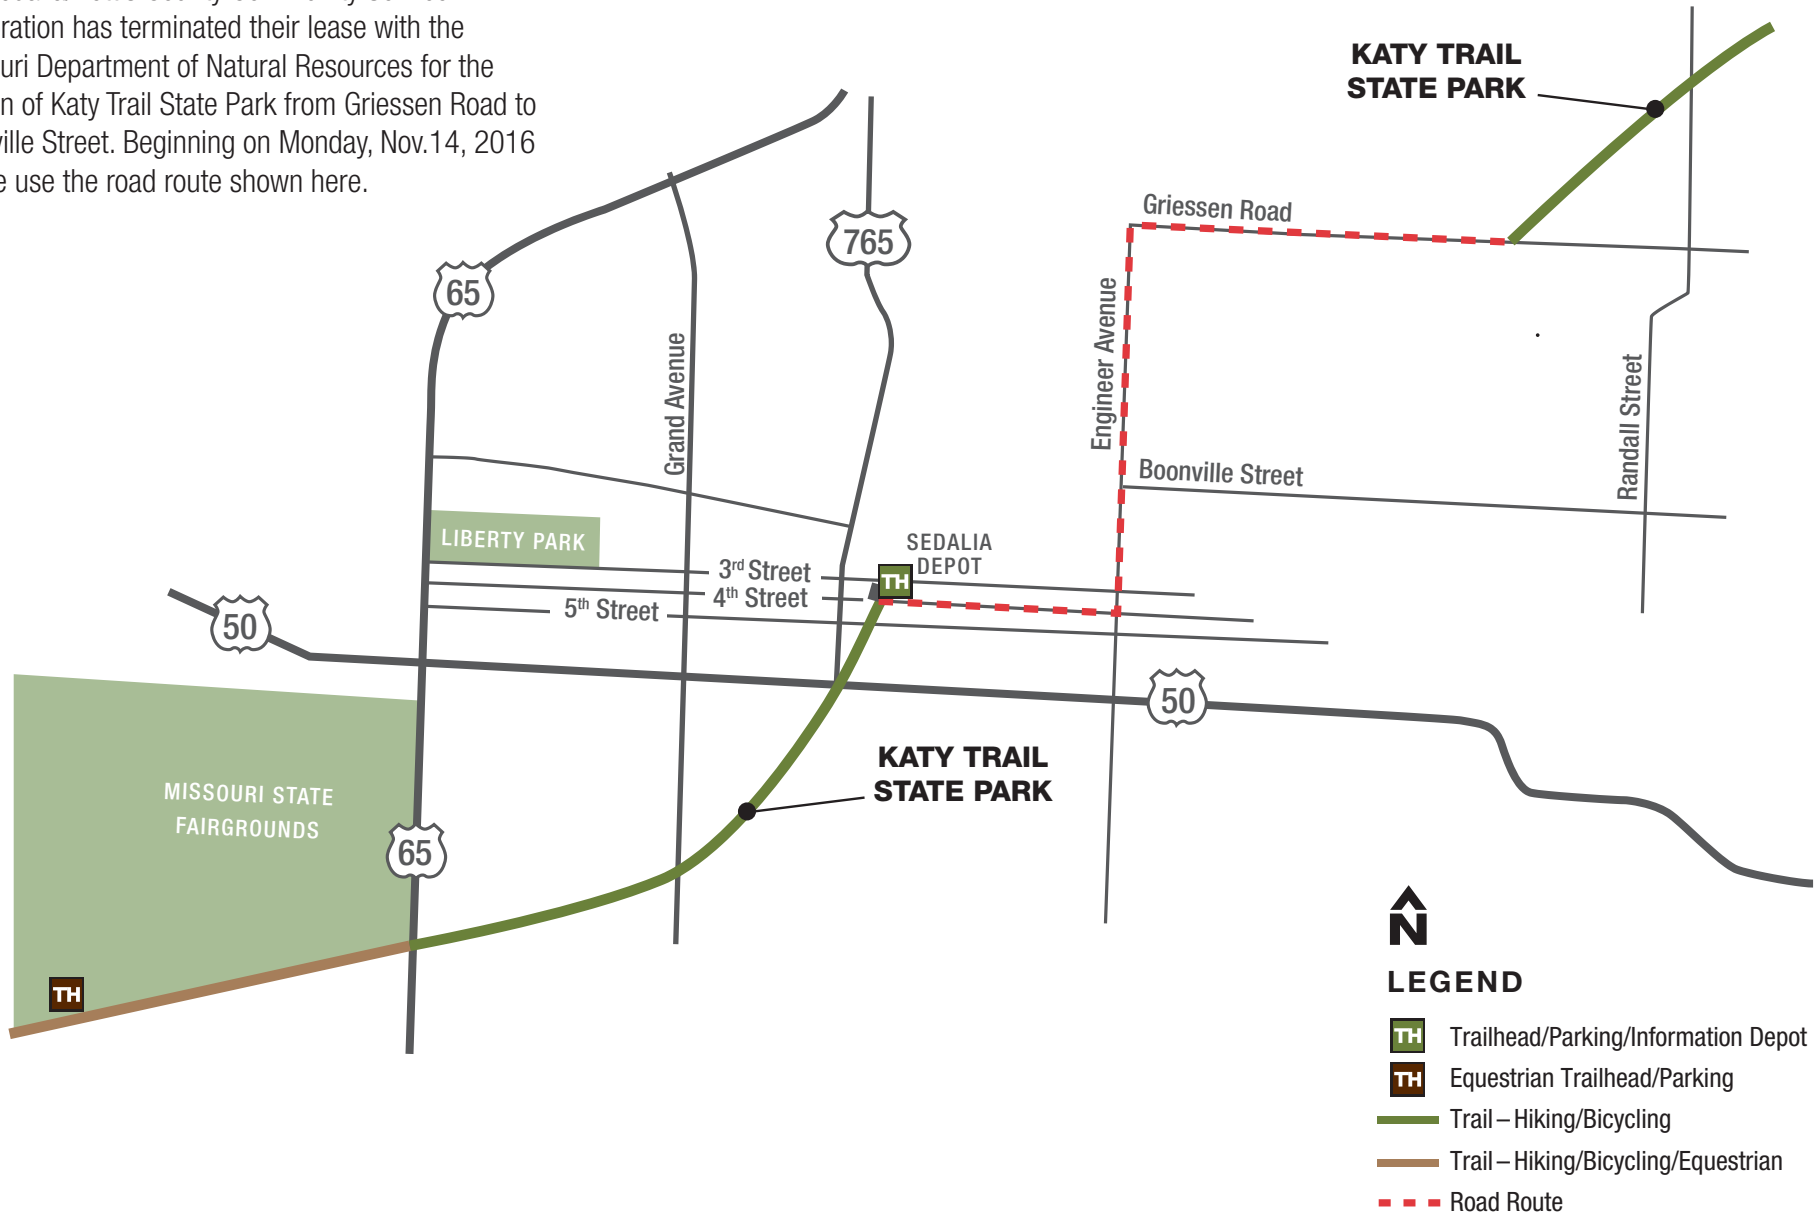 ration has terminated their lease with the
uri Department of Natural Resources for the
n of Katy Trail State Park from Griessen Road to
ville Street. Beginning on Monday, Nov.14, 2016
e use the road route shown here.
KATY TRAIL
STATE PARK
765
Griessen Road
65
Engineer Avenue
Grand Avenue
Randall Street
Boonville Street
LIBERTY PARK
SEDALIA
DEPOT
3rd Street
TH
4th Street
5th Street
50
50
KATY TRAIL
STATE PARK
MISSOURI STATE
FAIRGROUNDS
65
TH
N
LEGEND
TH Trailhead/Parking/Information Depot
TH Equestrian Trailhead/Parking
Trail – Hiking/Bicycling
Trail – Hiking/Bicycling/Equestrian
Road Route